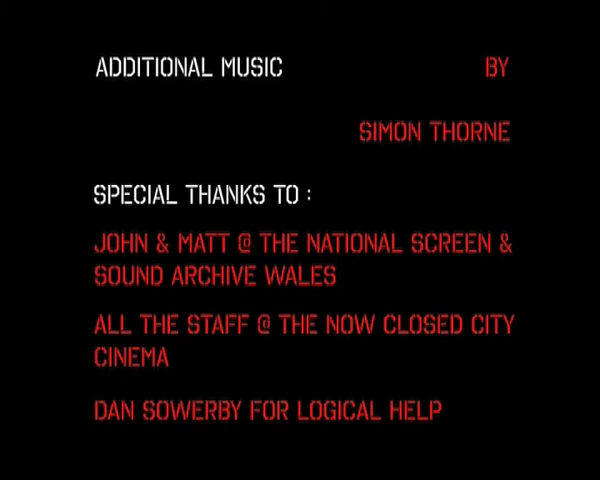 ADDITIONAL MUSIC BY
SIMON THORNE
SPECIAL THANKS TO :
JOHN & MATT @ THE NATIONAL SCREEN &
SOUND ARCHIVE WALES
ALL THE STAFF @ THE NOW CLOSED CITY
CINEMA
DAN SOWERBY FOR LOGICAL HELP